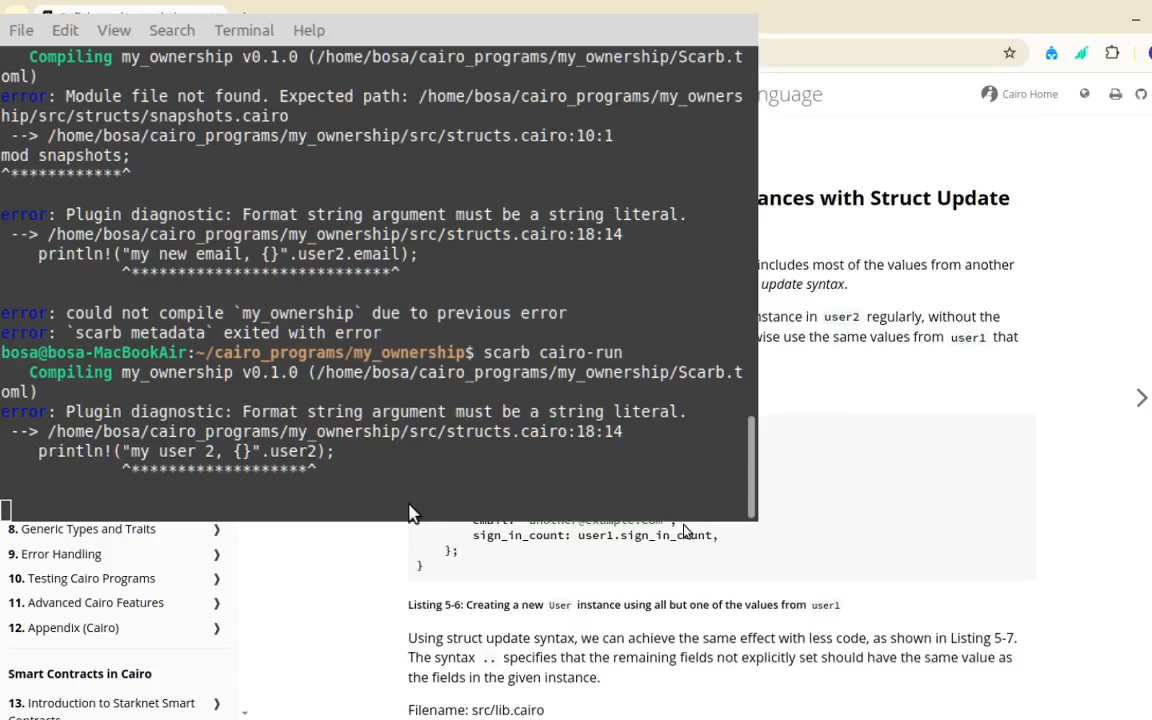 File Edit View Search Terminal Help
Compiling my_ownership v0.1.0 (/home/bosa/cairo_programs/my_ownership/Scarb.t
oml)
error: Module file not found. Expected path: /home/bosa/cairo_programs/my_owners
hip/src/structs/snapshots.cairo
--> /home/bosa/cairo_programs/my_ownership/src/structs.cairo:10:1
mod snapshots;
^************^
error: Plugin diagnostic: Format string argument must be a string literal.
--> /home/bosa/cairo_programs/my_ownership/src/structs.cairo:18:14
println!("my new email, {}".user2.email);
^****************************^
error: could not compile `my_ownership` due to previous error
error: `scarb metadata` exited with error
bosa@bosa-MacBookAir:~/cairo_programs/my_ownership$ scarb cairo-run
Compiling my_ownership v0.1.0 (/home/bosa/cairo_programs/my_ownership/Scarb.t
oml)
error: Plugin diagnostic: Format string argument must be a string literal.
--> /home/bosa/cairo_programs/my_ownership/src/structs.cairo:18:14
println!("my user 2, {}".user2);
^*******************^
nguage
Cairo Home
ances with Struct Update
includes most of the values from another
update syntax.
nstance in user2 regularly, without the
wise use the same values from user1 that
sign_in_count: user1.sign_in_count,
};
}
Listing 5-6: Creating a new User instance using all but one of the values from user1
Using struct update syntax, we can achieve the same effect with less code, as shown in Listing 5-7.
The syntax .. specifies that the remaining fields not explicitly set should have the same value as
the fields in the given instance.
Filename: src/lib.cairo
8. Generic Types and Traits
9. Error Handling
10. Testing Cairo Programs
11. Advanced Cairo Features
12. Appendix (Cairo)
Smart Contracts in Cairo
13. Introduction to Starknet Smart